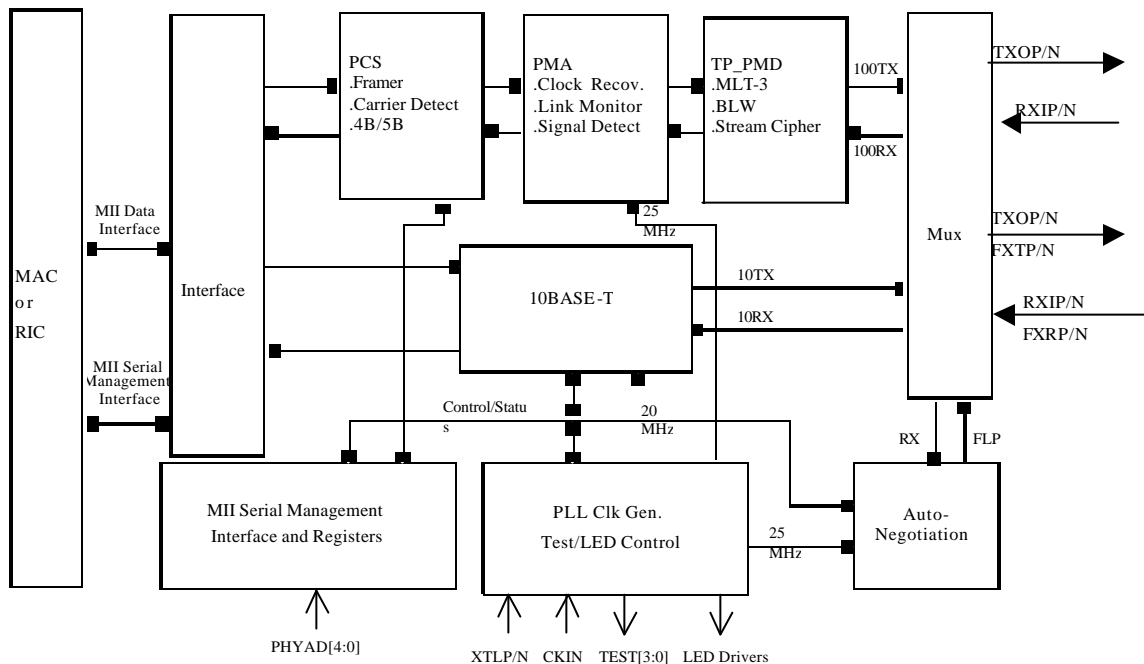 PCS
.Framer
.Carrier Detect
.4B/5B
PMA
.Clock Recov.
.Link Monitor
.Signal Detect
TP_PMD
.MLT-3
.BLW
.Stream Cipher
100TX
100RX
TXOP/N
RXIP/N
TXOP/N
FXTP/N
RXIP/N
FXRP/N
Mux
MII Data
Interface
MAC
or
RIC
Interface
MII Serial
Management
Interface
25
MHz
10BASE-T
10TX
10RX
Control/Statu
s
20
MHz
RX
FLP
MII Serial Management
Interface and Registers
PLL Clk Gen.
Test/LED Control
25
MHz
Auto-
Negotiation
PHYAD[4:0]
XTLP/N
CKIN
TEST[3:0]
LED Drivers